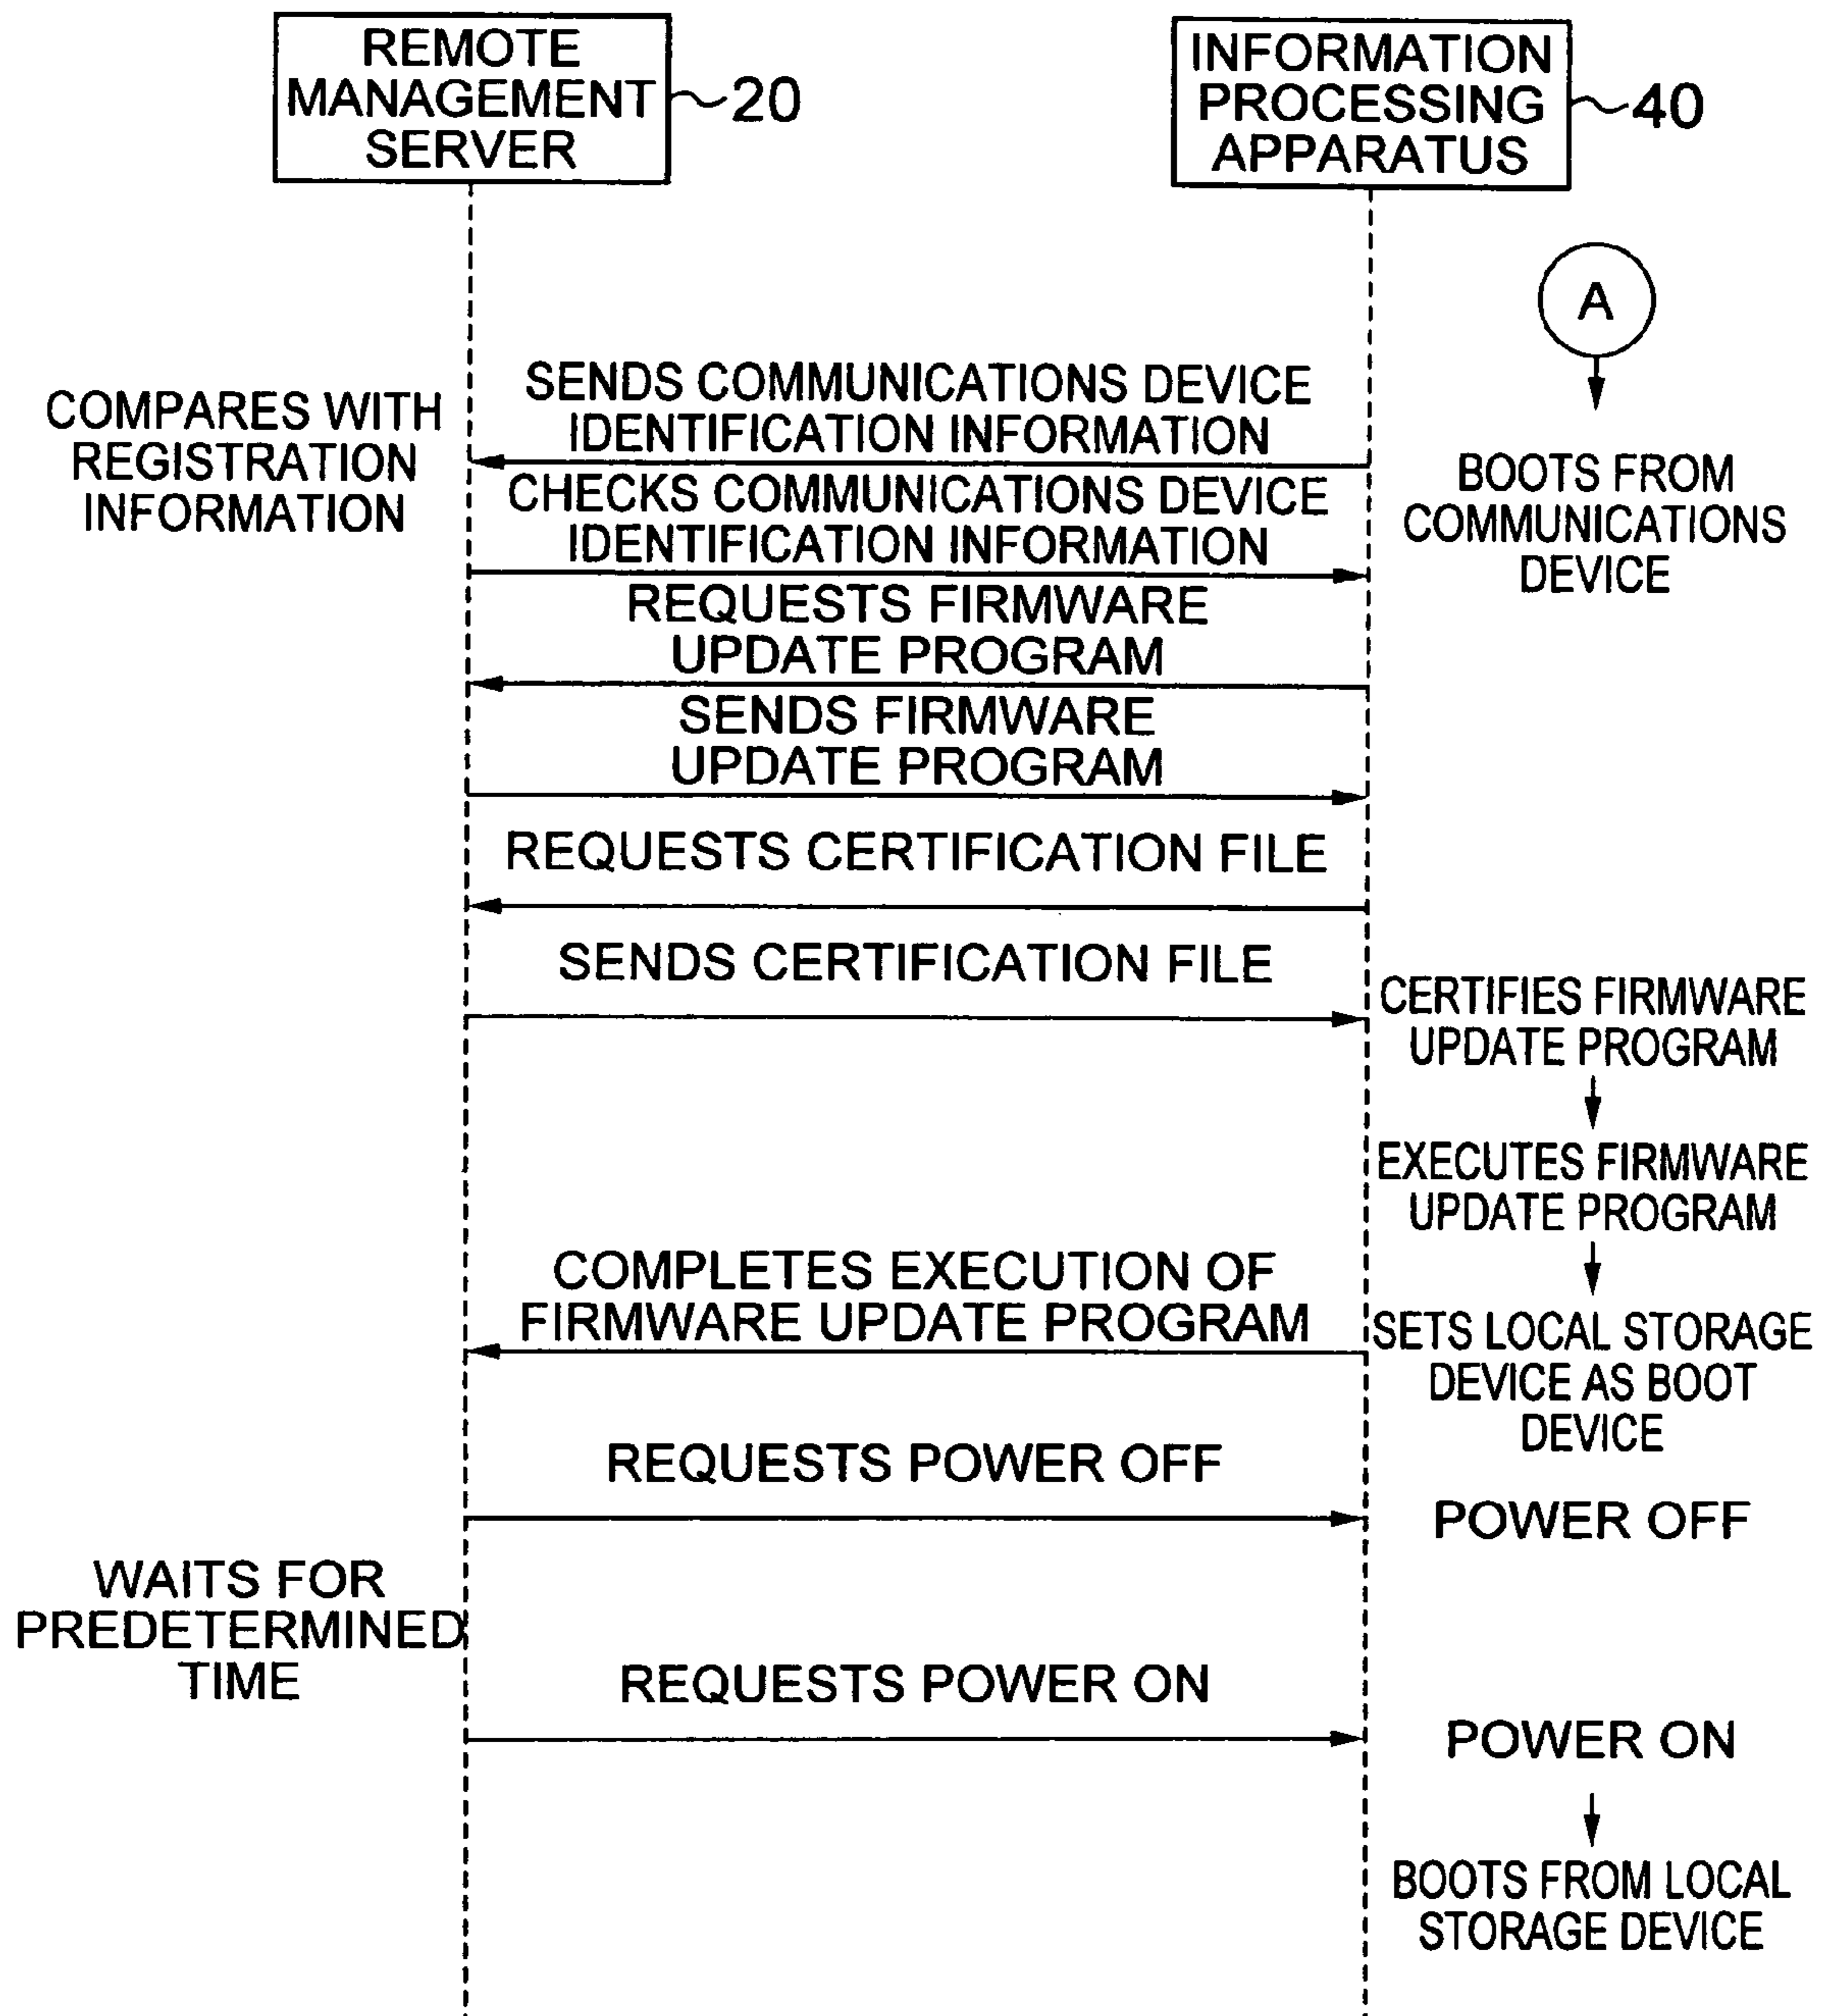 REMOTE
MANAGEMENT
SERVER
20
INFORMATION
PROCESSING
APPARATUS
40
A
SENDS COMMUNICATIONS DEVICE
IDENTIFICATION INFORMATION
COMPARES WITH
REGISTRATION
INFORMATION
CHECKS COMMUNICATIONS DEVICE
IDENTIFICATION INFORMATION
BOOTS FROM
COMMUNICATIONS
DEVICE
REQUESTS FIRMWARE
UPDATE PROGRAM
SENDS FIRMWARE
UPDATE PROGRAM
REQUESTS CERTIFICATION FILE
SENDS CERTIFICATION FILE
CERTIFIES FIRMWARE
UPDATE PROGRAM
EXECUTES FIRMWARE
UPDATE PROGRAM
COMPLETES EXECUTION OF
FIRMWARE UPDATE PROGRAM
SETS LOCAL STORAGE
DEVICE AS BOOT
DEVICE
REQUESTS POWER OFF
POWER OFF
WAITS FOR
PREDETERMINED
TIME
REQUESTS POWER ON
POWER ON
BOOTS FROM LOCAL
STORAGE DEVICE